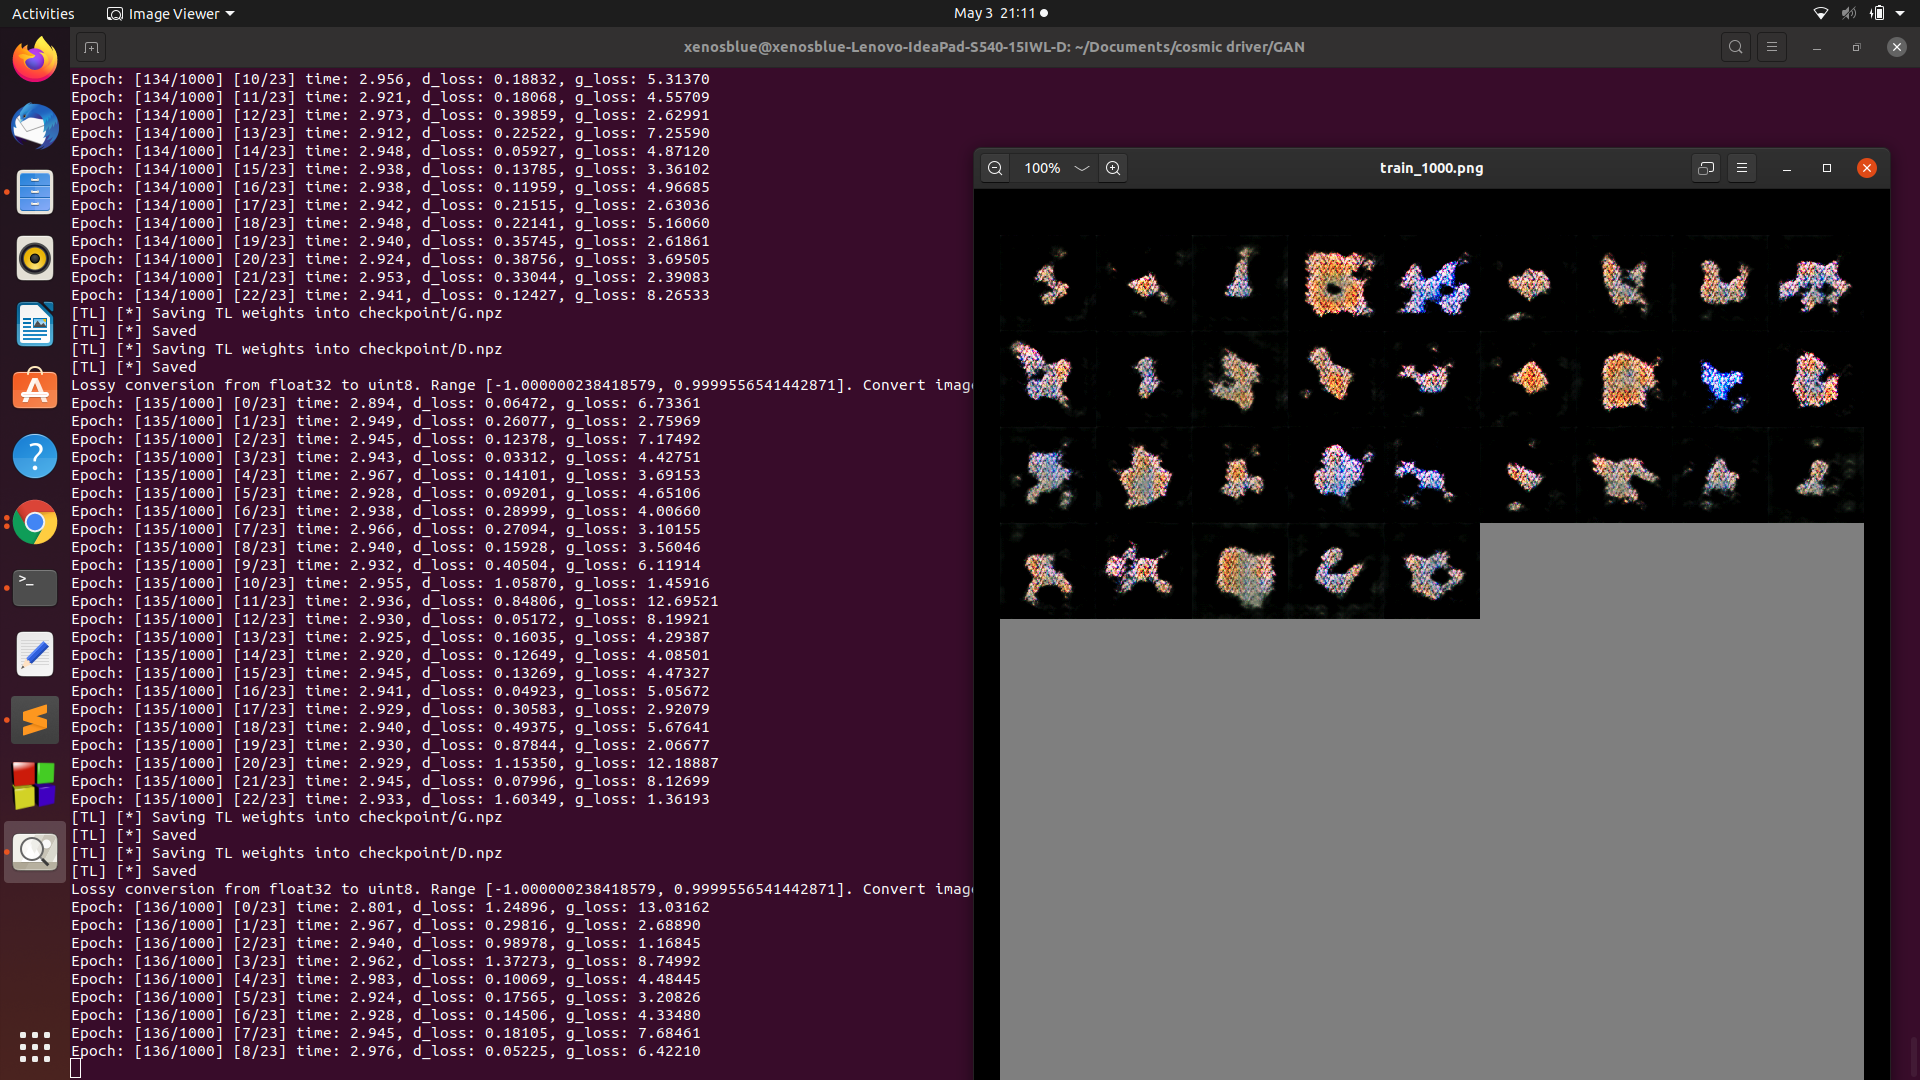 Activities
Image Viewer
May 3 21:11
xenosblue@xenosblue-Lenovo-IdeaPad-S540-15IWL-D: ~/Documents/cosmic driver/GAN
Epoch: [134/1000] [10/23] time: 2.956, d_loss: 0.18832, g_loss: 5.31370
Epoch: [134/1000] [11/23] time: 2.921, d_loss: 0.18068, g_loss: 4.55709
Epoch: [134/1000] [12/23] time: 2.973, d_loss: 0.39859, g_loss: 2.62991
Epoch: [134/1000] [13/23] time: 2.912, d_loss: 0.22522, g_loss: 7.25590
Epoch: [134/1000] [14/23] time: 2.948, d_loss: 0.05927, g_loss: 4.87120
Epoch: [134/1000] [15/23] time: 2.938, d_loss: 0.13785, g_loss: 3.36102
Epoch: [134/1000] [16/23] time: 2.938, d_loss: 0.11959, g_loss: 4.96685
Epoch: [134/1000] [17/23] time: 2.942, d_loss: 0.21515, g_loss: 2.63036
Epoch: [134/1000] [18/23] time: 2.948, d_loss: 0.22141, g_loss: 5.16060
Epoch: [134/1000] [19/23] time: 2.940, d_loss: 0.35745, g_loss: 2.61861
Epoch: [134/1000] [20/23] time: 2.924, d_loss: 0.38756, g_loss: 3.69505
Epoch: [134/1000] [21/23] time: 2.953, d_loss: 0.33044, g_loss: 2.39083
Epoch: [134/1000] [22/23] time: 2.941, d_loss: 0.12427, g_loss: 8.26533
[TL] [*] Saving TL weights into checkpoint/G.npz
[TL] [*] Saved
[TL] [*] Saving TL weights into checkpoint/D.npz
[TL] [*] Saved
Lossy conversion from float32 to uint8. Range [-1.000000238418579, 0.9999556541442871]. Convert imag
Epoch: [135/1000] [0/23] time: 2.894, d_loss: 0.06472, g_loss: 6.73361
Epoch: [135/1000] [1/23] time: 2.949, d_loss: 0.26077, g_loss: 2.75969
Epoch: [135/1000] [2/23] time: 2.945, d_loss: 0.12378, g_loss: 7.17492
Epoch: [135/1000] [3/23] time: 2.943, d_loss: 0.03312, g_loss: 4.42751
Epoch: [135/1000] [4/23] time: 2.967, d_loss: 0.14101, g_loss: 3.69153
Epoch: [135/1000] [5/23] time: 2.928, d_loss: 0.09201, g_loss: 4.65106
Epoch: [135/1000] [6/23] time: 2.938, d_loss: 0.28999, g_loss: 4.00660
Epoch: [135/1000] [7/23] time: 2.966, d_loss: 0.27094, g_loss: 3.10155
Epoch: [135/1000] [8/23] time: 2.940, d_loss: 0.15928, g_loss: 3.56046
Epoch: [135/1000] [9/23] time: 2.932, d_loss: 0.40504, g_loss: 6.11914
Epoch: [135/1000] [10/23] time: 2.955, d_loss: 1.05870, g_loss: 1.45916
Epoch: [135/1000] [11/23] time: 2.936, d_loss: 0.84806, g_loss: 12.69521
Epoch: [135/1000] [12/23] time: 2.930, d_loss: 0.05172, g_loss: 8.19921
Epoch: [135/1000] [13/23] time: 2.925, d_loss: 0.16035, g_loss: 4.29387
Epoch: [135/1000] [14/23] time: 2.920, d_loss: 0.12649, g_loss: 4.08501
Epoch: [135/1000] [15/23] time: 2.945, d_loss: 0.13269, g_loss: 4.47327
Epoch: [135/1000] [16/23] time: 2.941, d_loss: 0.04923, g_loss: 5.05672
Epoch: [135/1000] [17/23] time: 2.929, d_loss: 0.30583, g_loss: 2.92079
Epoch: [135/1000] [18/23] time: 2.940, d_loss: 0.49375, g_loss: 5.67641
Epoch: [135/1000] [19/23] time: 2.930, d_loss: 0.87844, g_loss: 2.06677
Epoch: [135/1000] [20/23] time: 2.929, d_loss: 1.15350, g_loss: 12.18887
Epoch: [135/1000] [21/23] time: 2.945, d_loss: 0.07996, g_loss: 8.12699
Epoch: [135/1000] [22/23] time: 2.933, d_loss: 1.60349, g_loss: 1.36193
[TL] [*] Saving TL weights into checkpoint/G.npz
[TL] [*] Saved
[TL] [*] Saving TL weights into checkpoint/D.npz
[TL] [*] Saved
Lossy conversion from float32 to uint8. Range [-1.000000238418579, 0.9999556541442871]. Convert imag
Epoch: [136/1000] [0/23] time: 2.801, d_loss: 1.24896, g_loss: 13.03162
Epoch: [136/1000] [1/23] time: 2.967, d_loss: 0.29816, g_loss: 2.68890
Epoch: [136/1000] [2/23] time: 2.940, d_loss: 0.98978, g_loss: 1.16845
Epoch: [136/1000] [3/23] time: 2.962, d_loss: 1.37273, g_loss: 8.74992
Epoch: [136/1000] [4/23] time: 2.983, d_loss: 0.10069, g_loss: 4.48445
Epoch: [136/1000] [5/23] time: 2.924, d_loss: 0.17565, g_loss: 3.20826
Epoch: [136/1000] [6/23] time: 2.928, d_loss: 0.14506, g_loss: 4.33480
Epoch: [136/1000] [7/23] time: 2.945, d_loss: 0.18105, g_loss: 7.68461
Epoch: [136/1000] [8/23] time: 2.976, d_loss: 0.05225, g_loss: 6.42210
100%
train_1000.png